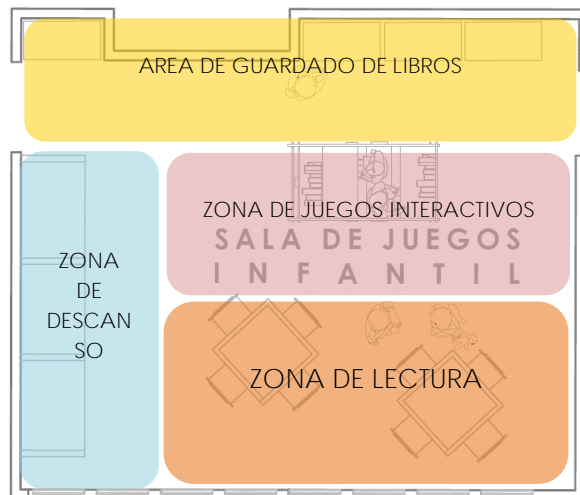 AREA DE GUARDADO DE LIBROS
ZONA DE JUEGOS INTERACTIVOS
SALA DE JUEGOS
INFANTIL
ZONA
DE
DESCAN
SO
ZONA DE LECTURA